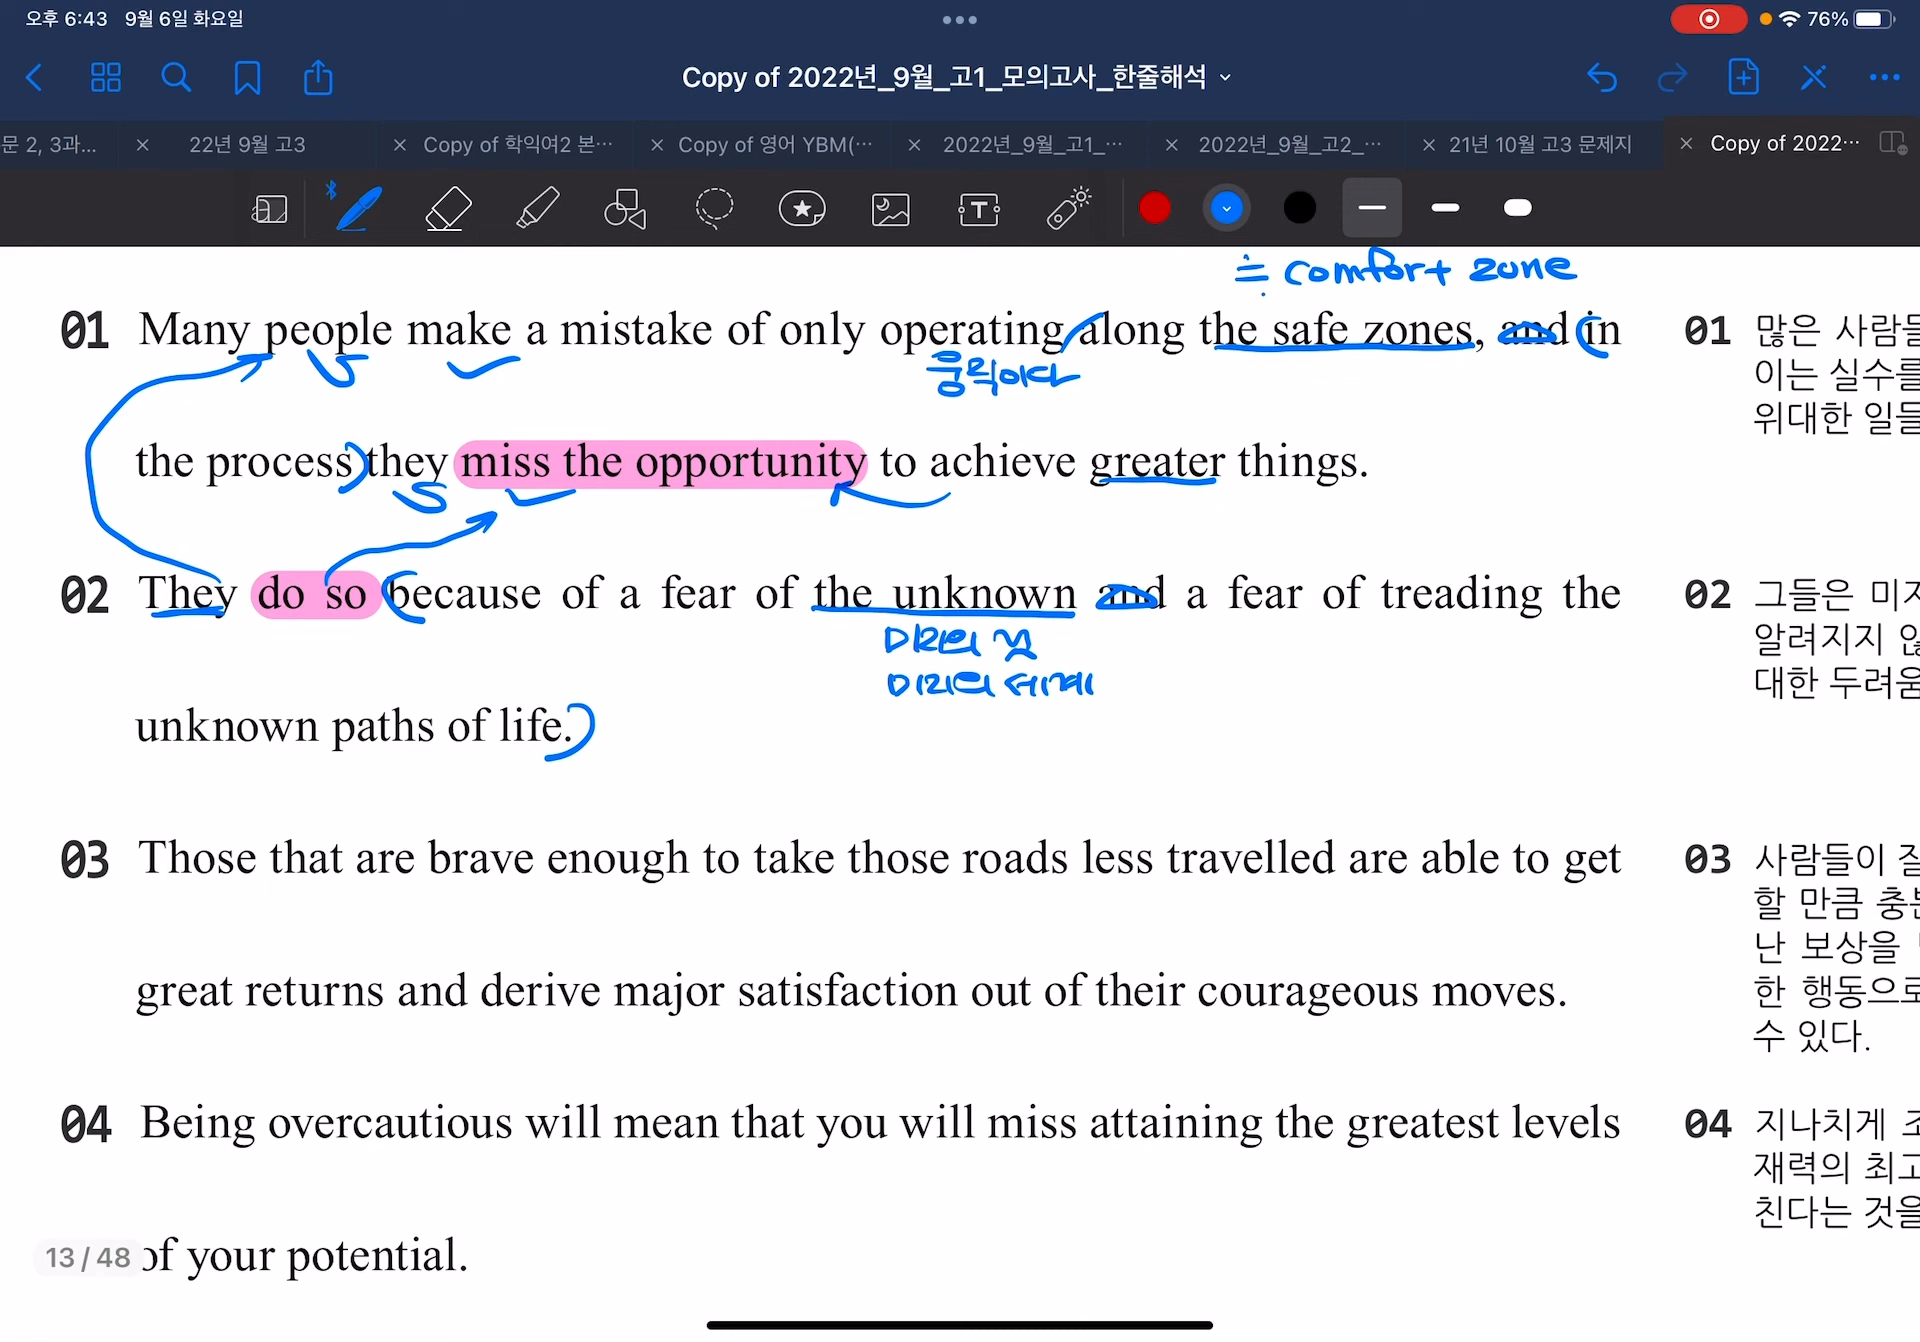 오후 6:43 9월 6일 화요일
76%
Copy of 2022년_9월_고1_모의고사_한줄해석
문 2, 3과...
22년 9월 고3
Copy of 학익여2 본...
Copy of 영어 YBM(...
2022년_9월_고1_...
2022년_9월_고2_...
21년 10월 고3 문제지
Copy of 2022...
≒ comfort zone
01 Many people make a mistake of only operating along the safe zones, and in
움직이다
the process they miss the opportunity to achieve greater things.
02 They do so because of a fear of the unknown and a fear of treading the
미지의 것
미지의 세계
unknown paths of life.
03 Those that are brave enough to take those roads less travelled are able to get
great returns and derive major satisfaction out of their courageous moves.
04 Being overcautious will mean that you will miss attaining the greatest levels
of your potential.
13 / 48
01 많은 사람들
이는 실수를
위대한 일들
02 그들은 미지
알려지지 않
대한 두려움
03 사람들이 잘
할 만큼 충분
난 보상을
한 행동으로
수 있다.
04 지나치게 조
재력의 최고
친다는 것을